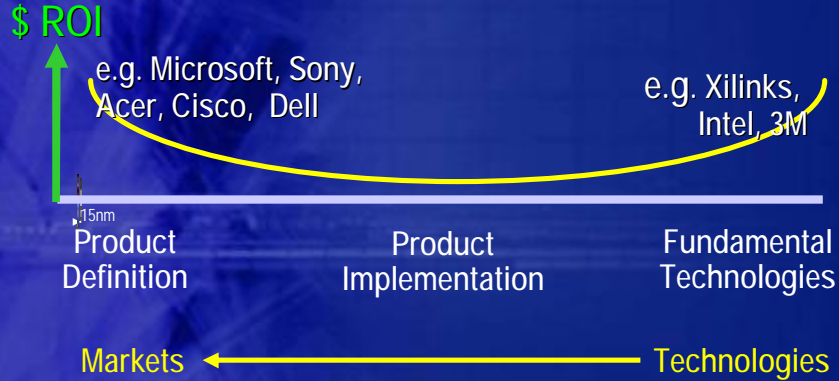 $ ROI
e.g. Microsoft, Sony,
Acer, Cisco, Dell
e.g. Xilinks,
Intel, 3M
15nm
Product
Definition
Product
Implementation
Fundamental
Technologies
Markets
Technologies